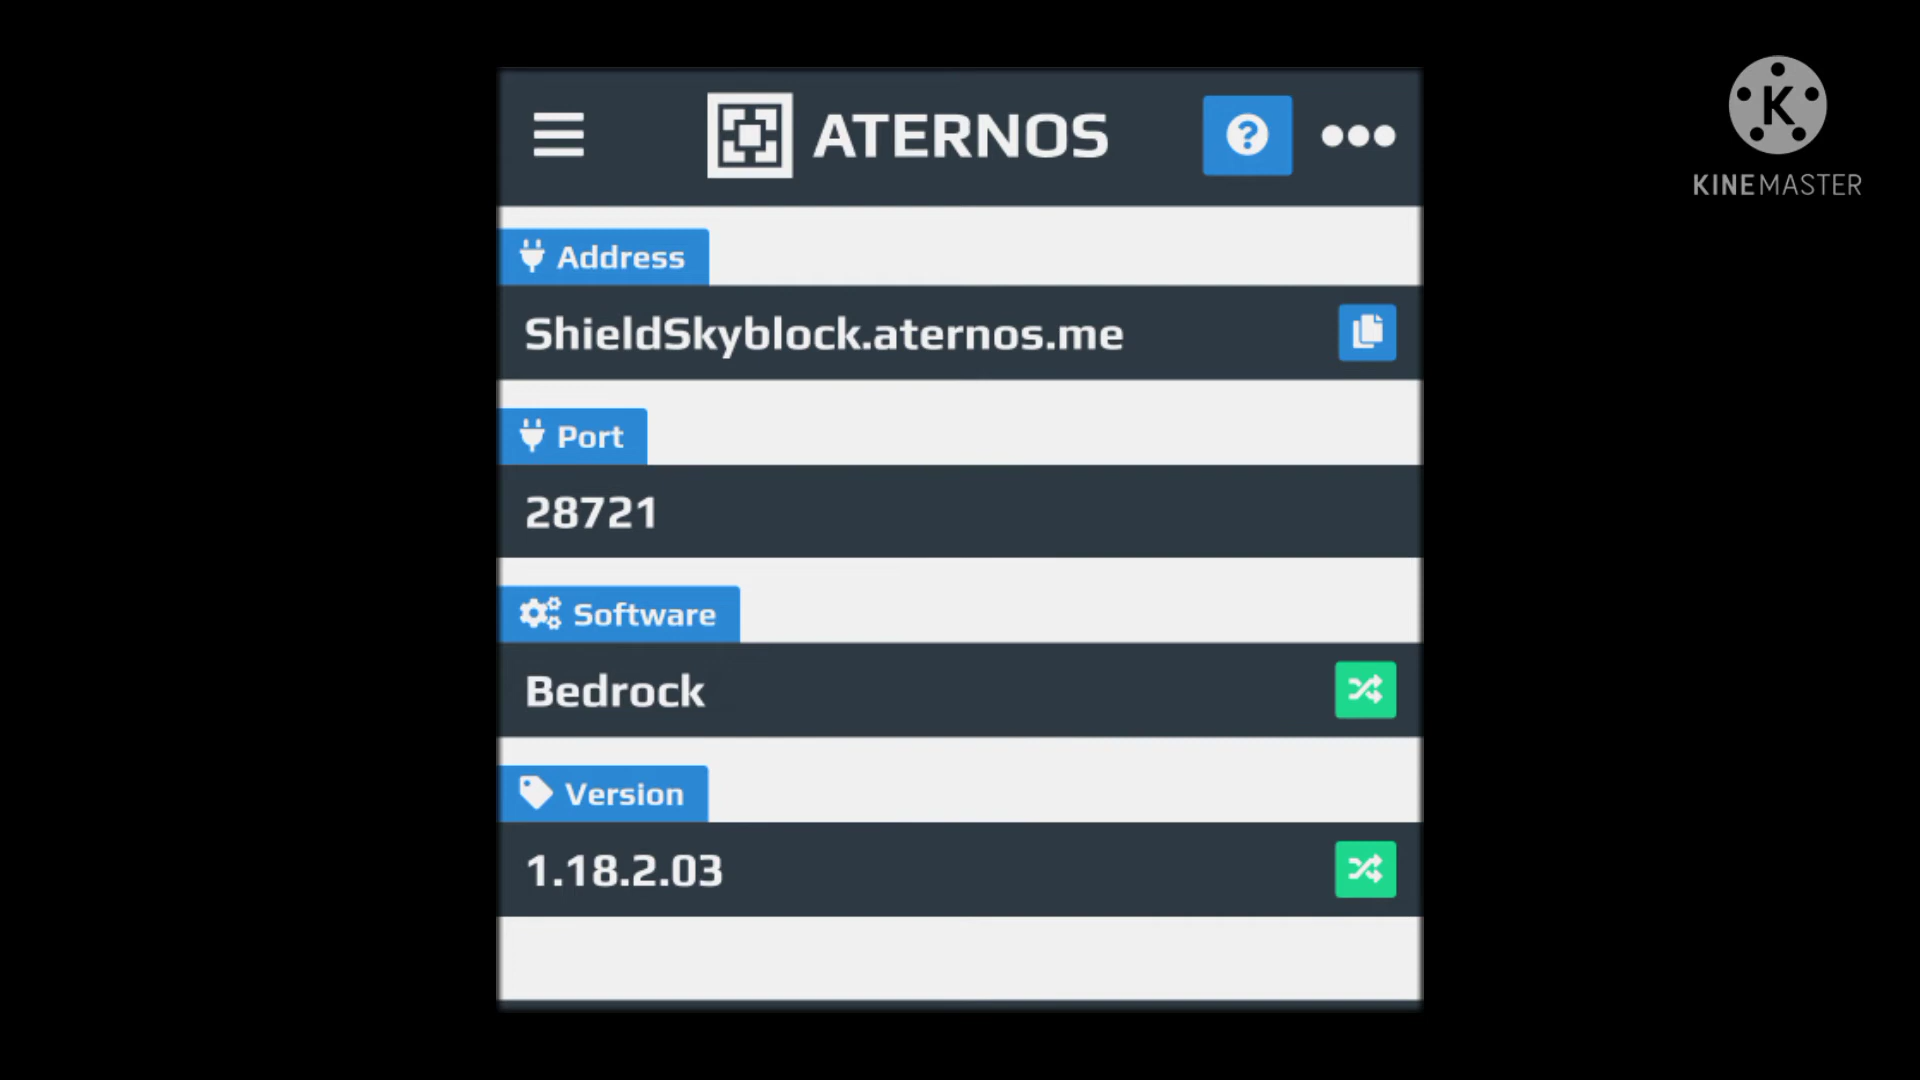 ATERNOS
KINEMASTER
Address
ShieldSkyblock.aternos.me
Port
28721
Software
Bedrock
Version
1.18.2.03